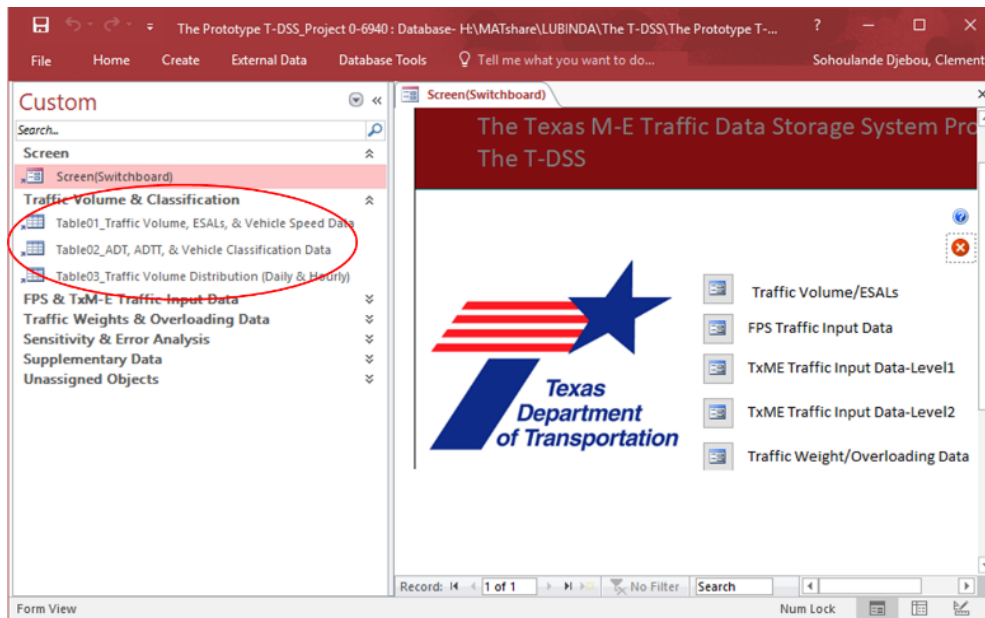 The Prototype T-DSS_Project 0-6940 : Database- H:\MATshare\LUBINDA\The T-DSS\The Prototype T-... ?
File Home Create External Data Database Tools Tell me what you want to do... Sohoulande Djebou, Clement
Custom
Search...
Screen
Screen(Switchboard)
Traffic Volume & Classification
Table01_Traffic Volume, ESALs, & Vehicle Speed Data
Table02_ADT, ADTT, & Vehicle Classification Data
Table03_Traffic Volume Distribution (Daily & Hourly)
FPS & TxM-E Traffic Input Data
Traffic Weights & Overloading Data
Sensitivity & Error Analysis
Supplementary Data
Unassigned Objects
Screen(Switchboard)
The Texas M-E Traffic Data Storage System Pro
The T-DSS
Texas
Department
of Transportation
Traffic Volume/ESALs
FPS Traffic Input Data
TxME Traffic Input Data-Level1
TxME Traffic Input Data-Level2
Traffic Weight/Overloading Data
Record: 1 of 1 No Filter Search
Form View Num Lock